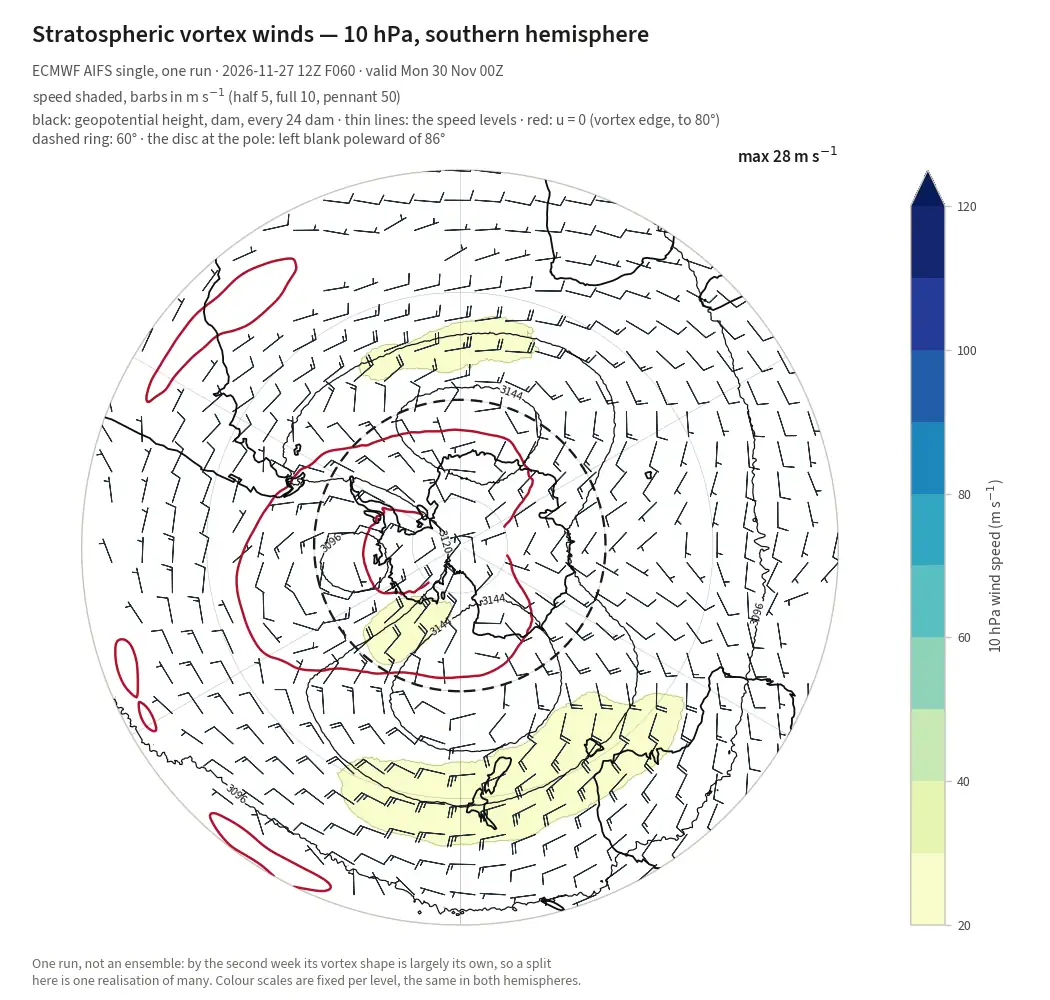 Stratospheric vortex winds — 10 hPa, southern hemisphere
ECMWF AIFS single, one run · 2026-11-27 12Z F060 · valid Mon 30 Nov 00Z
speed shaded, barbs in m s⁻¹ (half 5, full 10, pennant 50)
black: geopotential height, dam, every 24 dam · thin lines: the speed levels · red: u = 0 (vortex edge, to 80°)
dashed ring: 60° · the disc at the pole: left blank poleward of 86°
max 28 m s⁻¹
120
100
80
60
40
20
10 hPa wind speed (m s⁻¹)
3144
3096
3120
3144
3144
3096
3096
One run, not an ensemble: by the second week its vortex shape is largely its own, so a split
here is one realisation of many. Colour scales are fixed per level, the same in both hemispheres.